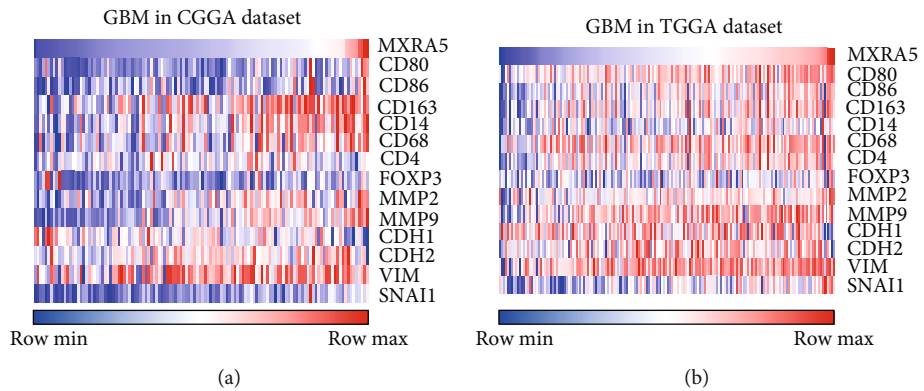 GBM in CGGA dataset
MXRA5
CD80
CD86
CD163
CD14
CD68
CD4
FOXP3
MMP2
MMP9
CDH1
CDH2
VIM
SNAI1
Row min
Row max
(a)
GBM in TGGA dataset
MXRA5
CD80
CD86
CD163
CD14
CD68
CD4
FOXP3
MMP2
MMP9
CDH1
CDH2
VIM
SNAI1
Row min
Row max
(b)